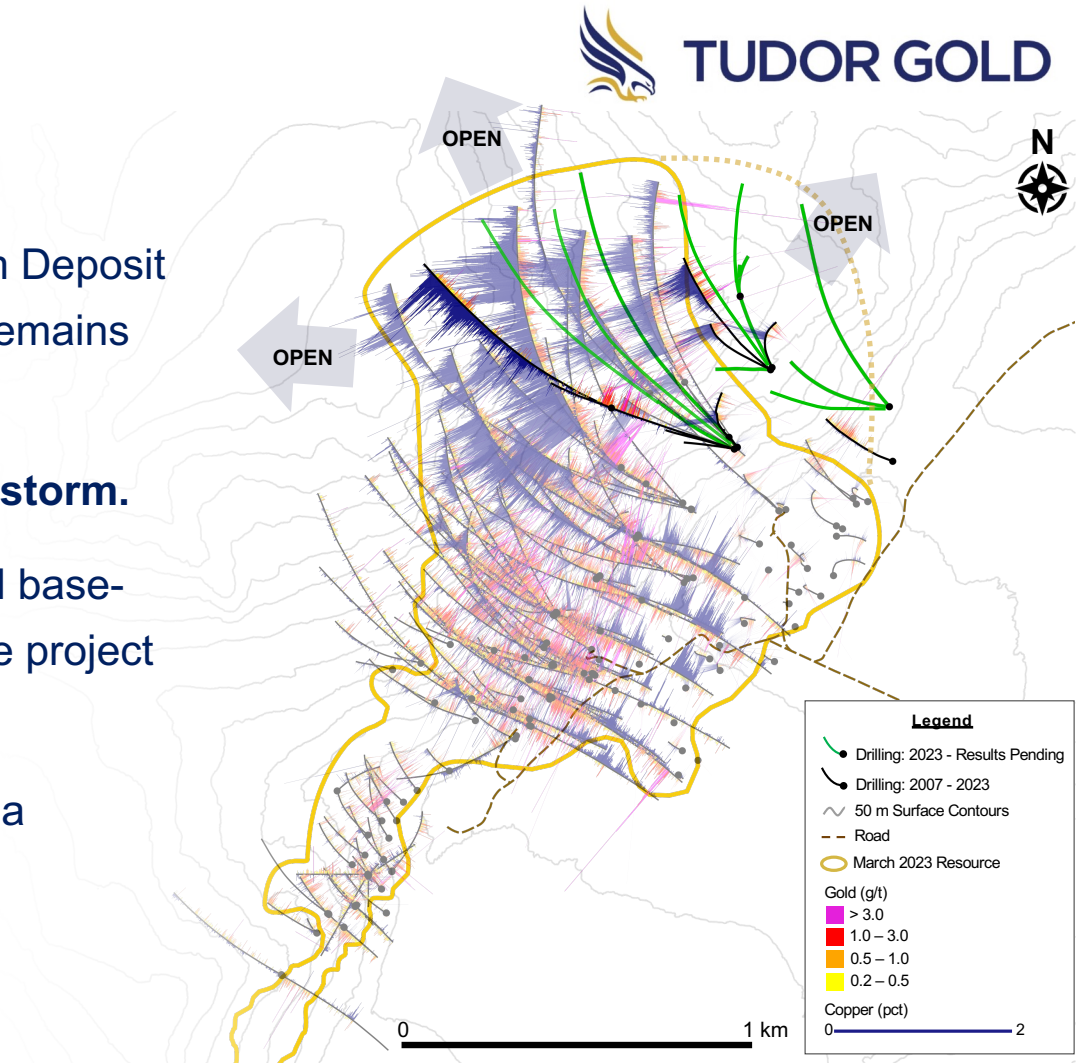 TUDOR GOLD
OPEN
N
OPEN
n Deposit
emains
OPEN
storm.
l base-
e project
a
Legend
Drilling: 2023 - Results Pending
Drilling: 2007 - 2023
50 m Surface Contours
Road
March 2023 Resource
Gold (g/t)
> 3.0
1.0 – 3.0
0.5 – 1.0
0.2 – 0.5
Copper (pct)
0 2
0 1 km